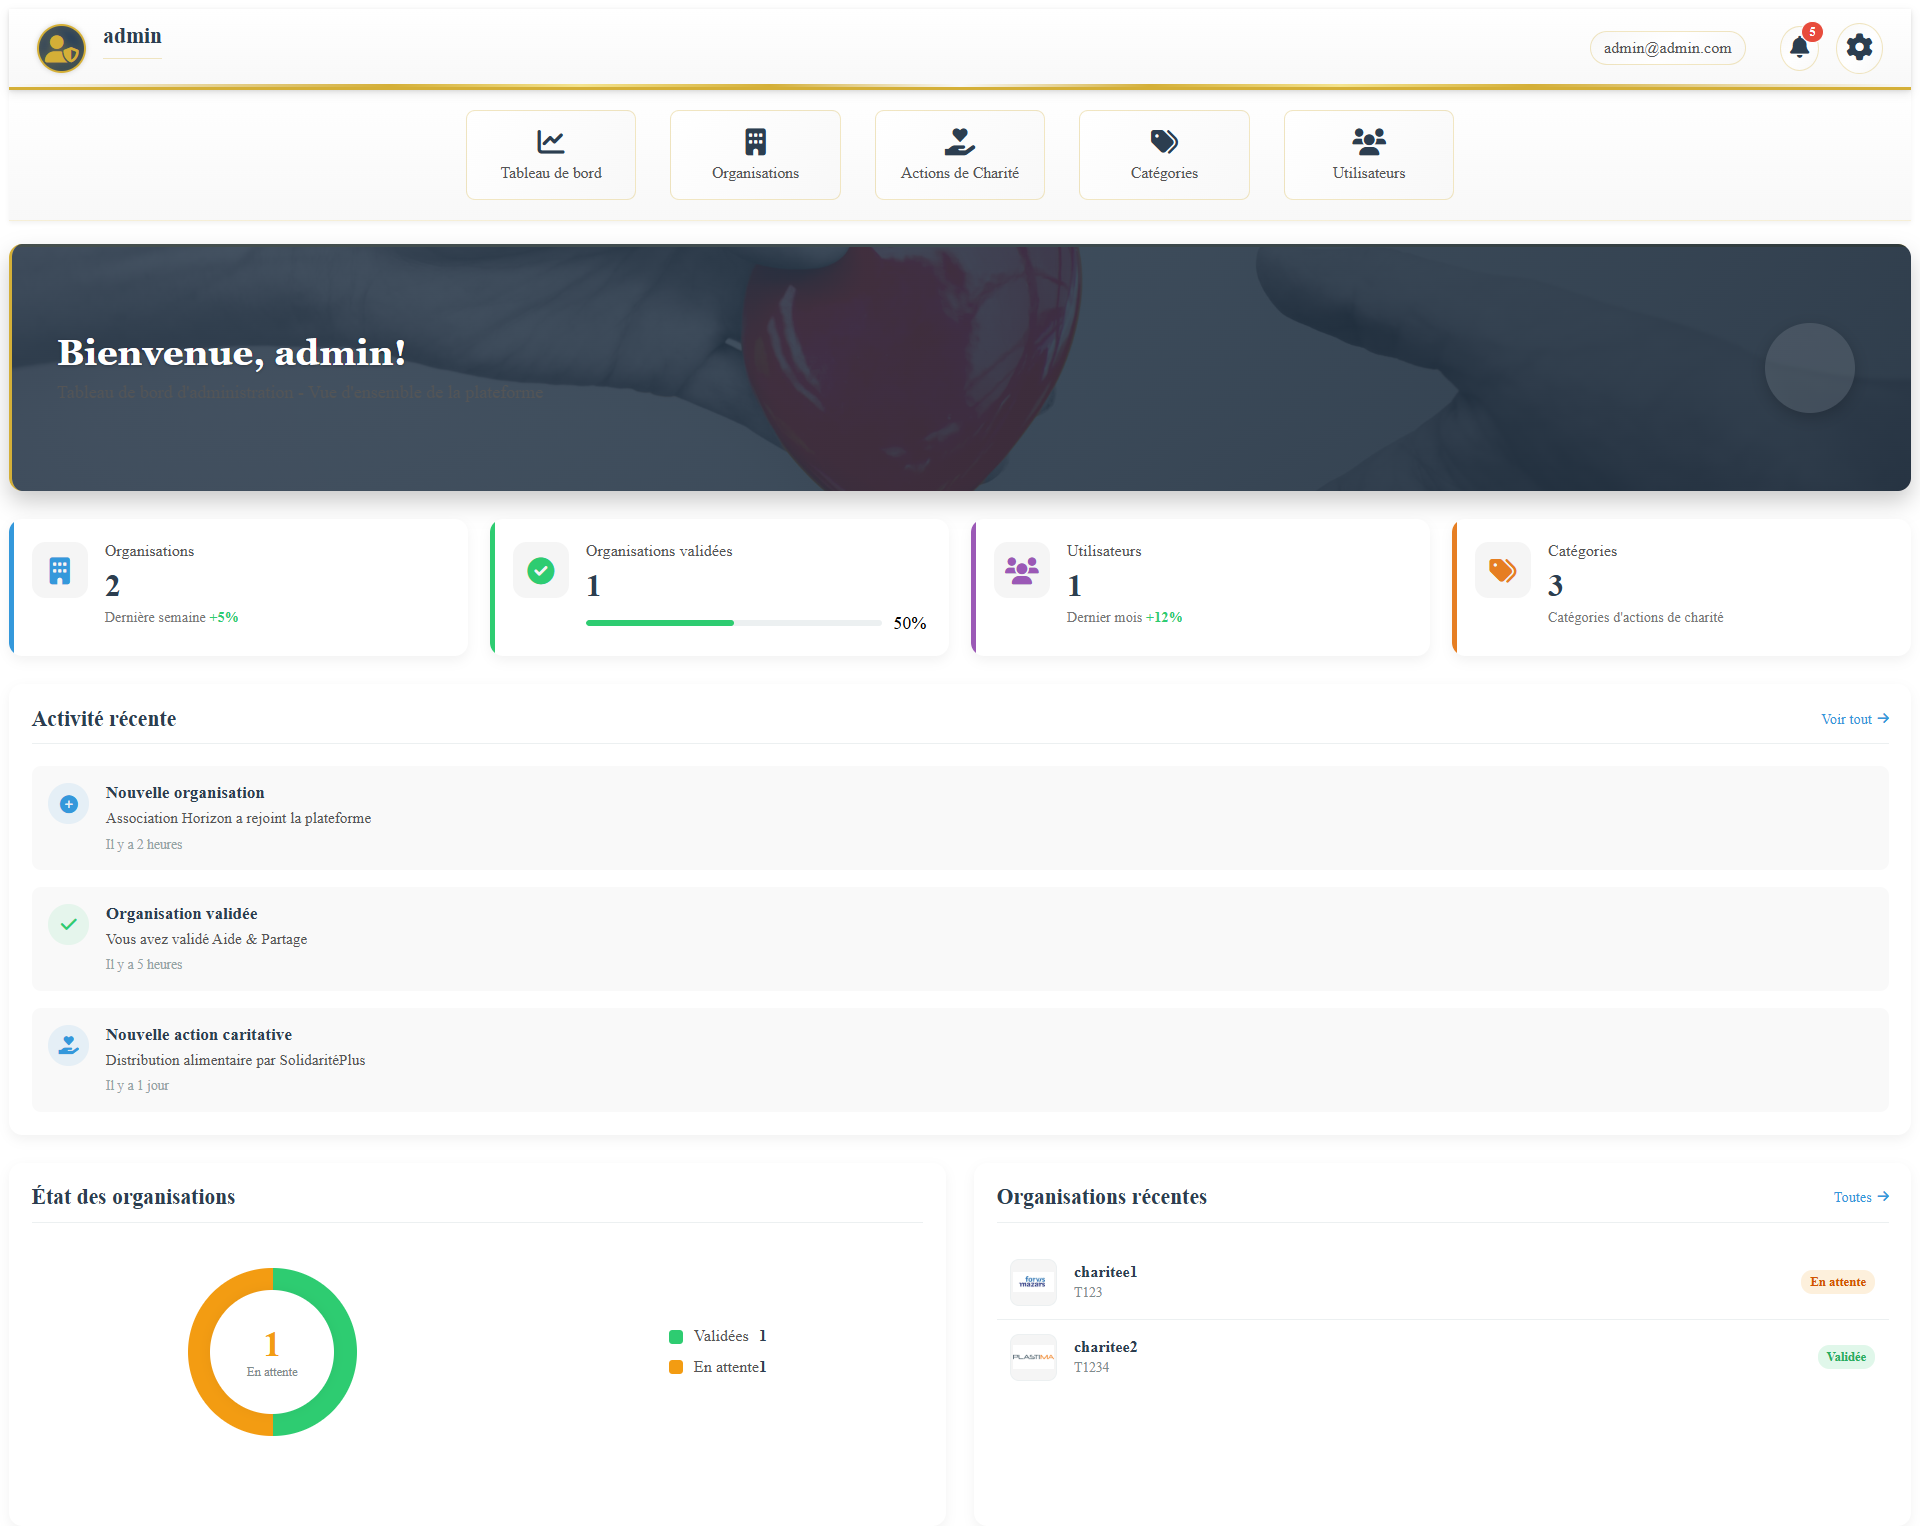 admin
admin@admin.com
5
Tableau de bord
Organisations
Actions de Charité
Catégories
Utilisateurs
Bienvenue, admin!
Tableau de bord d'administration - Vue d'ensemble de la plateforme
Organisations
2
Dernière semaine +5%
Organisations validées
1
50%
Utilisateurs
1
Dernier mois +12%
Catégories
3
Catégories d'actions de charité
Activité récente
Voir tout
Nouvelle organisation
Association Horizon a rejoint la plateforme
Il y a 2 heures
Organisation validée
Vous avez validé Aide & Partage
Il y a 5 heures
Nouvelle action caritative
Distribution alimentaire par SolidaritéPlus
Il y a 1 jour
État des organisations
1
En attente
Validées 1
En attente1
Organisations récentes
Toutes
forvis
mazars
charitee1
T123
En attente
PLASTIMA
charitee2
T1234
Validée